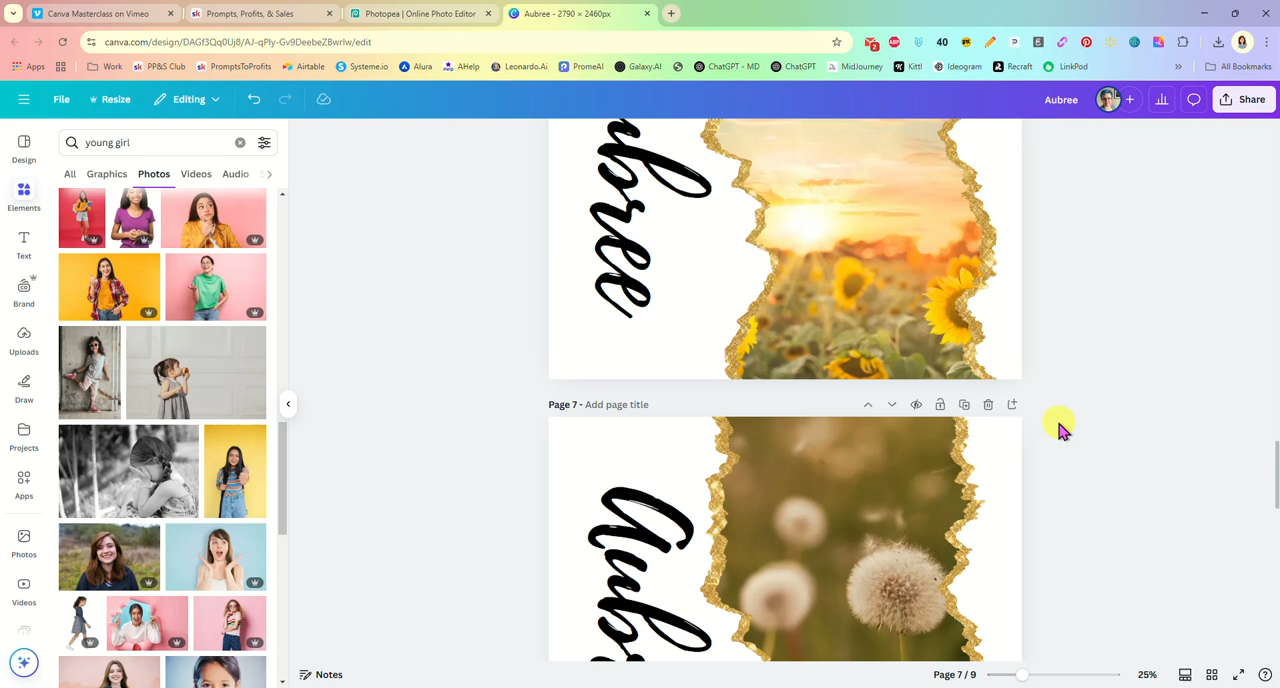 Canva Masterclass on Vimeo
Prompts, Profits, & Sales
Photopea | Online Photo Editor
Aubree - 2790 × 2460px
canva.com/design/DAGf3Qq0Uj8/AJ-qPly-Gv9DeebeZBwrIw/edit
2
40
Apps
Work
PP&S Club
PromptsToProfits
Airtable
Systeme.io
Alura
AHelp
Leonardo.Ai
PromeAI
Galaxy.AI
ChatGPT - MD
ChatGPT
MidJourney
Kittl
Ideogram
Recraft
LinkPod
All Bookmarks
File
Resize
Editing
Aubree
Share
young girl
All
Photos
Graphics
Videos
Audio
Design
Elements
Text
Brand
Uploads
Draw
Projects
Apps
Photos
Videos
ubree
Page 7 - Add page title
Aub
Notes
Page 7 / 9
25%